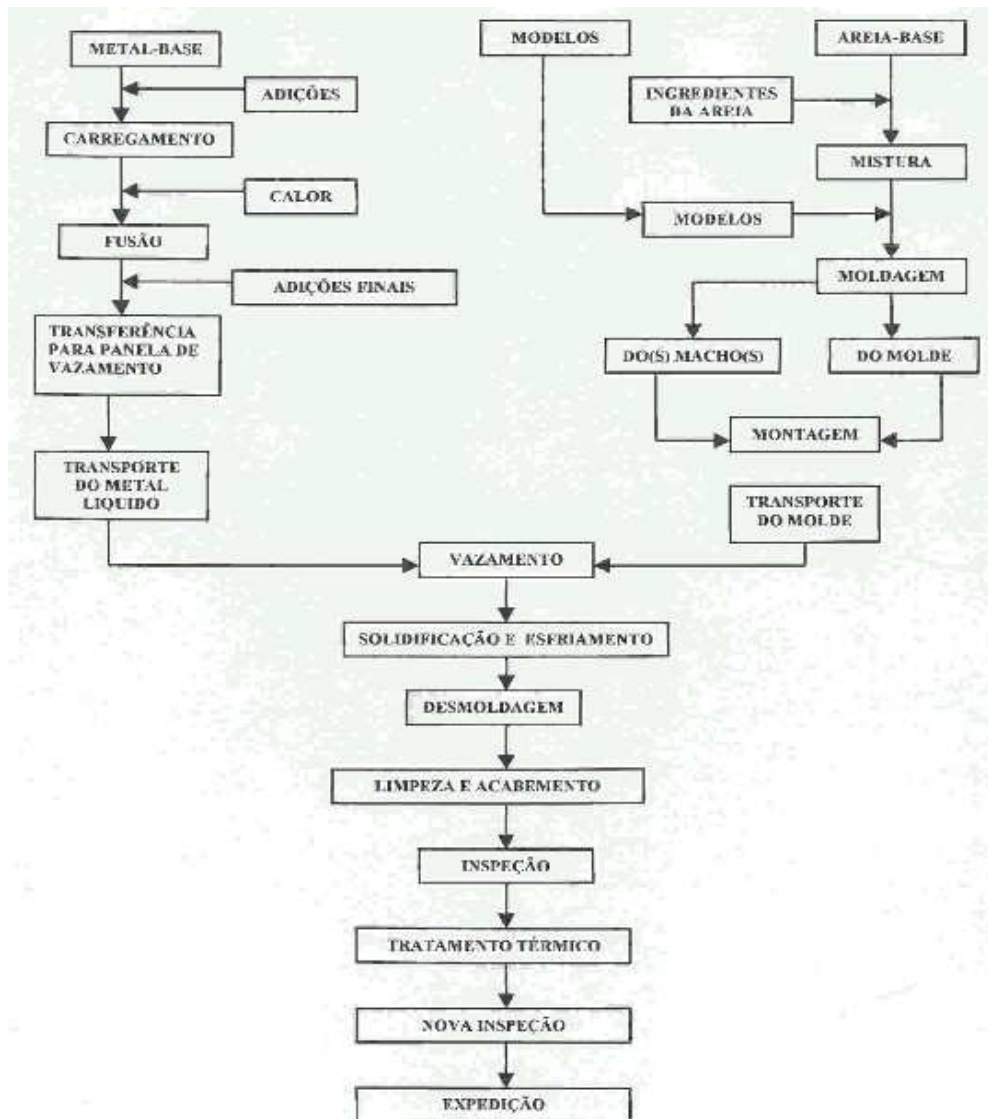 METAL-BASE
ADIÇÕES
CARREGAMENTO
CALOR
FUSÃO
ADIÇÕES FINAIS
TRANSFERÊNCIA
PARA PANELA DE
VAZAMENTO
TRANSPORTE
DO METAL
LIQUIDO
MODELOS
AREIA-BASE
INGREDIENTES
DA AREIA
MISTURA
MODELOS
MOLDAGEM
DO(S) MACHO(S)
DO MOLDE
MONTAGEM
TRANSPORTE
DO MOLDE
VAZAMENTO
SOLIDIFICAÇÃO E ESFRIAMENTO
DESMOLDAGEM
LIMPEZA E ACABEMENTO
INSPEÇÃO
TRATAMENTO TÉRMICO
NOVA INSPEÇÃO
EXPEDIÇÃO